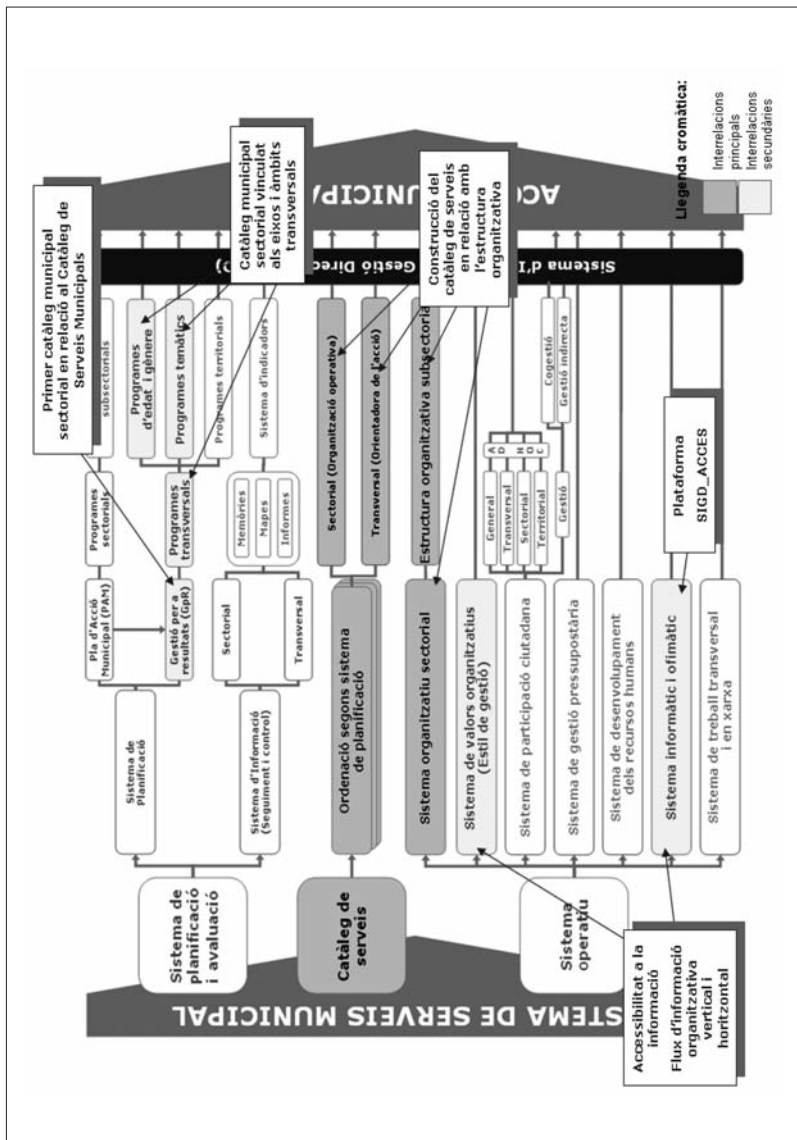 Primer catàleg municipal
sectorial en relació al Catàleg de
Serveis Municipals
Catàleg municipal
sectorial vinculat
als eixos i àmbits
transversals
Construcció del
catàleg de serveis
en relació amb
l'estructura
organitzativa
Plataforma
SIGD_ACCES
Accessibilitat a la
informació
Flux d'informació
organitzativa
vertical i
horitzontal
Llegenda cromàtica:
Interrelacions
principals
Interrelacions
secundàries
STEMA DE SERVEIS MUNICIPAL
Sistema de
planificació
i avaluació
Catàleg de
serveis
Sistema
operatiu
Sistema de
Planificació
Sistema d'Informació
(Seguiment i control)
Ordenació segons sistema
de planificació
Sistema organitzatiu sectorial
Sistema de valors organitzatius
(Estil de gestió)
Sistema de participació ciutadana
Sistema de gestió pressupostària
Sistema de desenvolupament
dels recursos humans
Sistema informàtic i ofimàtic
Sistema de treball transversal
i en xarxa
Pla d'Acció
Municipal (PAM)
Gestió per a
resultats (GpR)
Sectorial
Transversal
Programes
sectorials
Programes
transversals
Memòries
Mapes
Informes
subsectorials
Programes
d'edat i gènere
Programes temàtics
Programes territorials
Sistema d'indicadors
Sectorial (Organització operativa)
Transversal (Orientadora de l'acció)
Estructura organitzativa subsectorial
General
Transversal
Sectorial
Territorial
Gestió
A
D
H
O
C
Cogestió
Gestió indirecta
Sistema d'I
Gestió Direc
ACC
UNICIPA